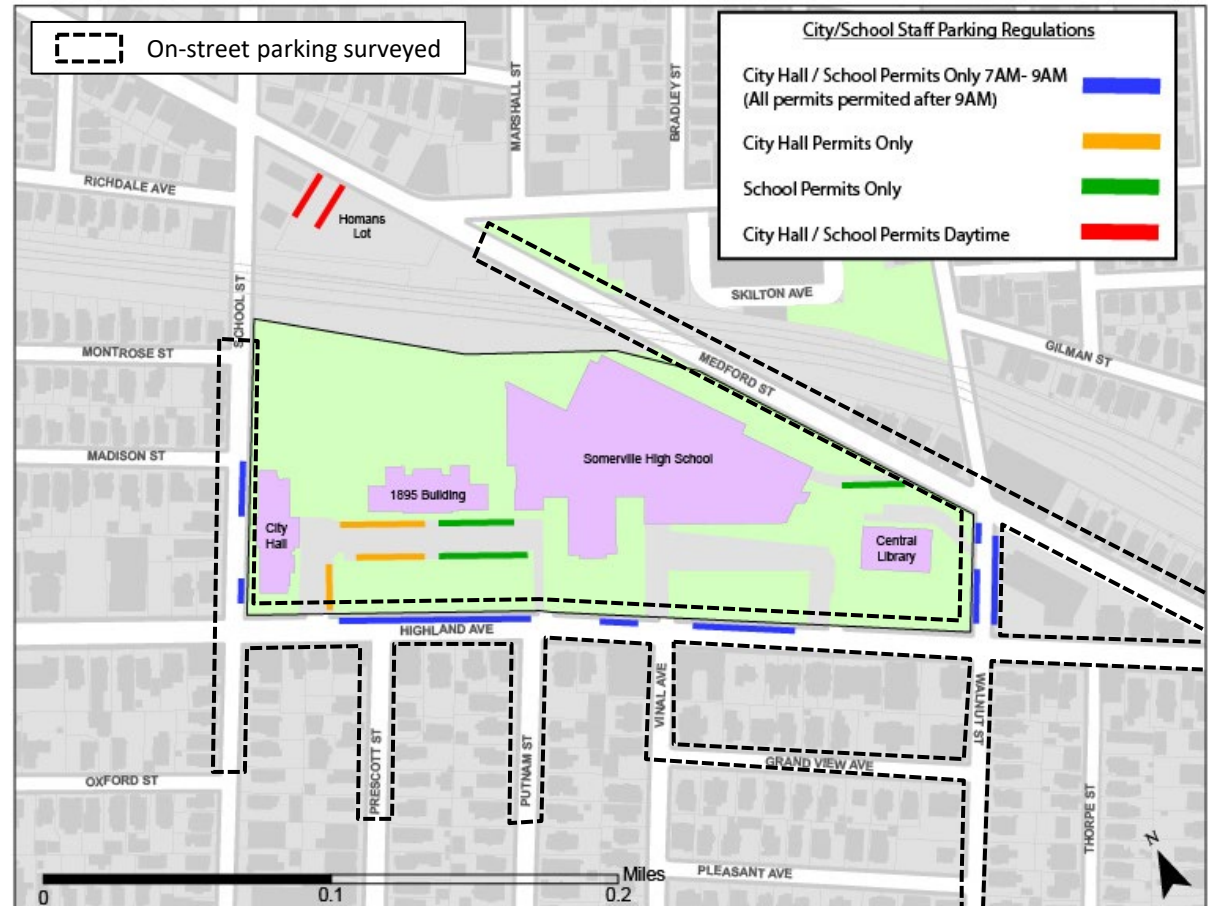 On-street parking surveyed
City/School Staff Parking Regulations
City Hall / School Permits Only 7AM- 9AM
(All permits permited after 9AM)
City Hall Permits Only
School Permits Only
City Hall / School Permits Daytime
MARSHALL ST
BRADLEY ST
RICHDALE AVE
Homans
Lot
SCHOOL ST
SKILTON AVE
MONTROSE ST
MEDFORD ST
GILMAN ST
MADISON ST
Somerville High School
1895 Building
City
Hall
Central
Library
HIGHLAND AVE
VINAL AVE
WALNUT ST
PRESCOTT ST
PUTNAM ST
GRAND VIEW AVE
OXFORD ST
THORPE ST
PLEASANT AVE
N
Miles
0
0.1
0.2